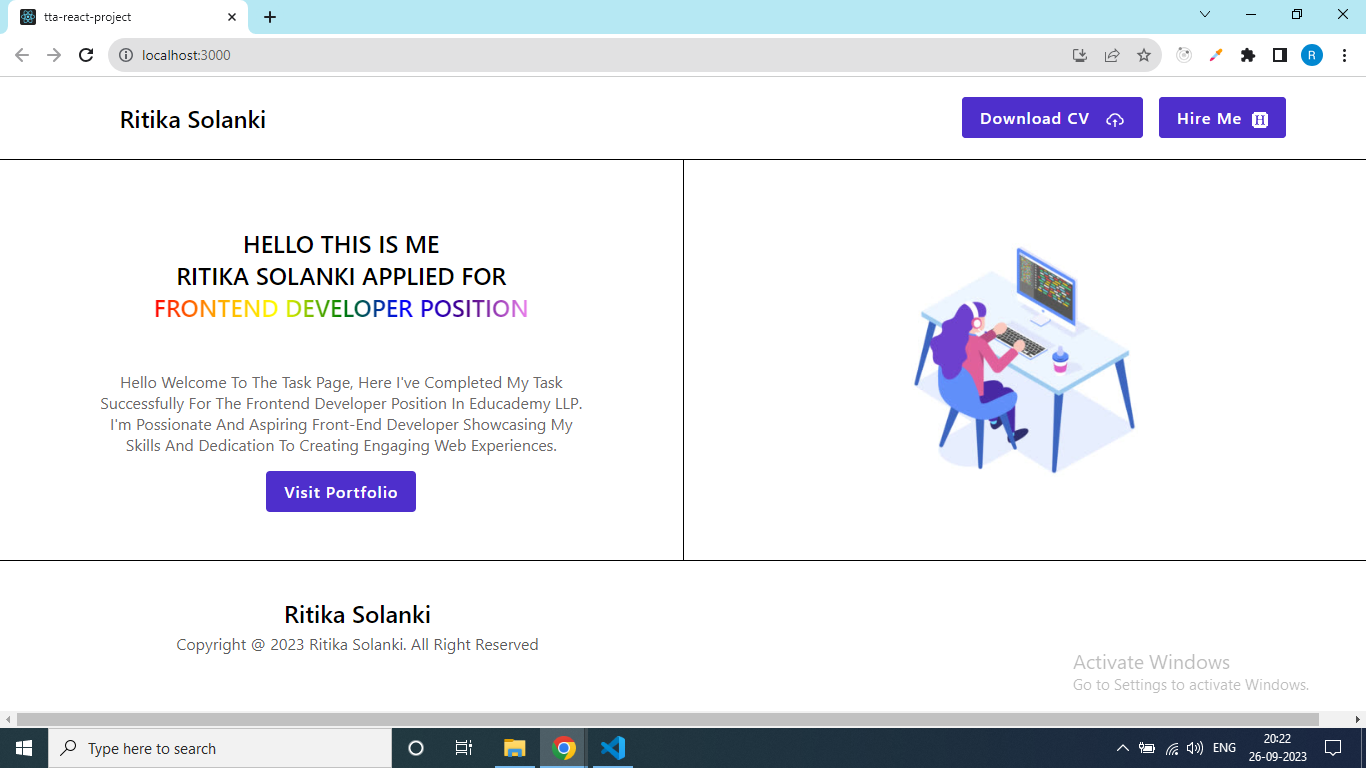 tta-react-project
localhost:3000
R
Ritika Solanki
Download CV
Hire Me H
HELLO THIS IS ME
RITIKA SOLANKI APPLIED FOR
FRONTEND DEVELOPER POSITION
Hello Welcome To The Task Page, Here I've Completed My Task
Successfully For The Frontend Developer Position In Educademy LLP.
I'm Possionate And Aspiring Front-End Developer Showcasing My
Skills And Dedication To Creating Engaging Web Experiences.
Visit Portfolio
Ritika Solanki
Copyright @ 2023 Ritika Solanki. All Right Reserved
Activate Windows
Go to Settings to activate Windows.
Type here to search
ENG
20:22
26-09-2023